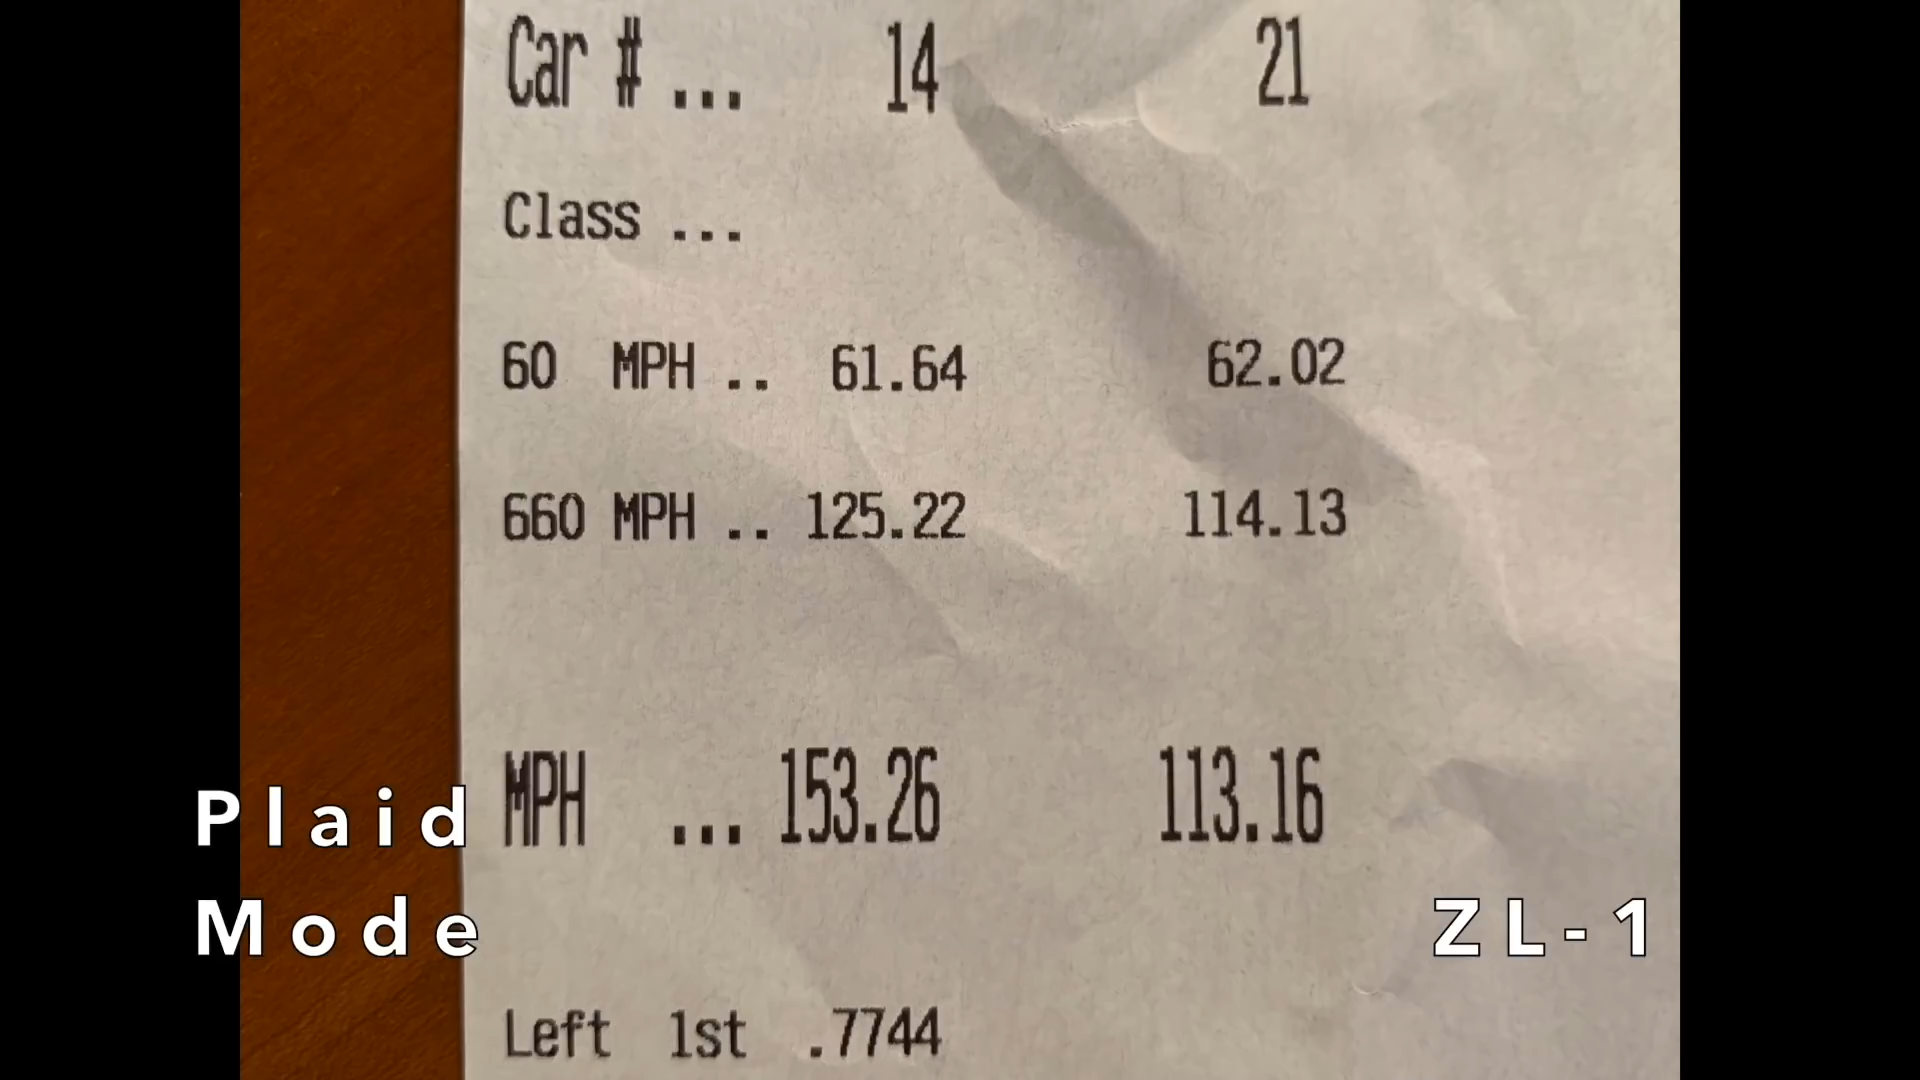 Car # ... 14 21
Class ...
60 MPH .. 61.64 62.02
660 MPH .. 125.22 114.13
MPH ... 153.26 113.16
Left 1st .7744
Plaid
Mode
ZL-1